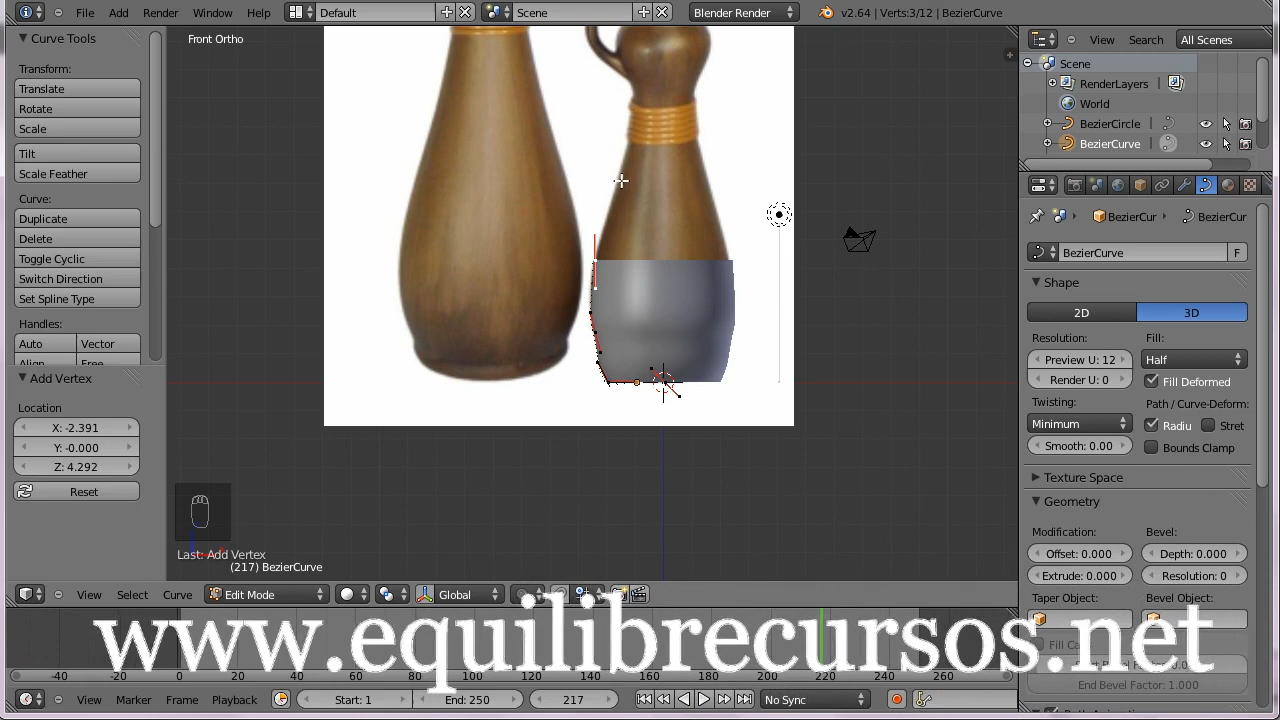 File Add Render Window Help Default Scene Blender Render v2.64 | Verts:3/12 | BezierCurve
Curve Tools
Front Ortho
View Search All Scenes
Transform:
Translate
Rotate
Scale
Tilt
Scale Feather
Curve:
Duplicate
Delete
Toggle Cyclic
Switch Direction
Set Spline Type
Handles:
Auto Vector
Align Free
Add Vertex
Location
X: -2.391
Y: -0.000
Z: 4.292
Reset
Last: Add Vertex
(217) BezierCurve
Scene
RenderLayers
World
BezierCircle
BezierCurve
BezierCur BezierCur
BezierCurve F
Shape
2D 3D
Resolution: Fill:
Preview U: 12 Half
Render U: 0 Fill Deformed
Twisting: Path / Curve-Deform:
Minimum Radiu Stret
Smooth: 0.00 Bounds Clamp
Texture Space
Geometry
Modification: Bevel:
Offset: 0.000 Depth: 0.000
Extrude: 0.000 Resolution: 0
Taper Object: Bevel Object:
End Bevel Factor: 1.000
View Select Curve Edit Mode Global
www.equilibrecursos.net
-40 -20 0 20 40 60 80 100 120 140 160 180 200 220 240 260
View Marker Frame Playback Start: 1 End: 250 217 No Sync